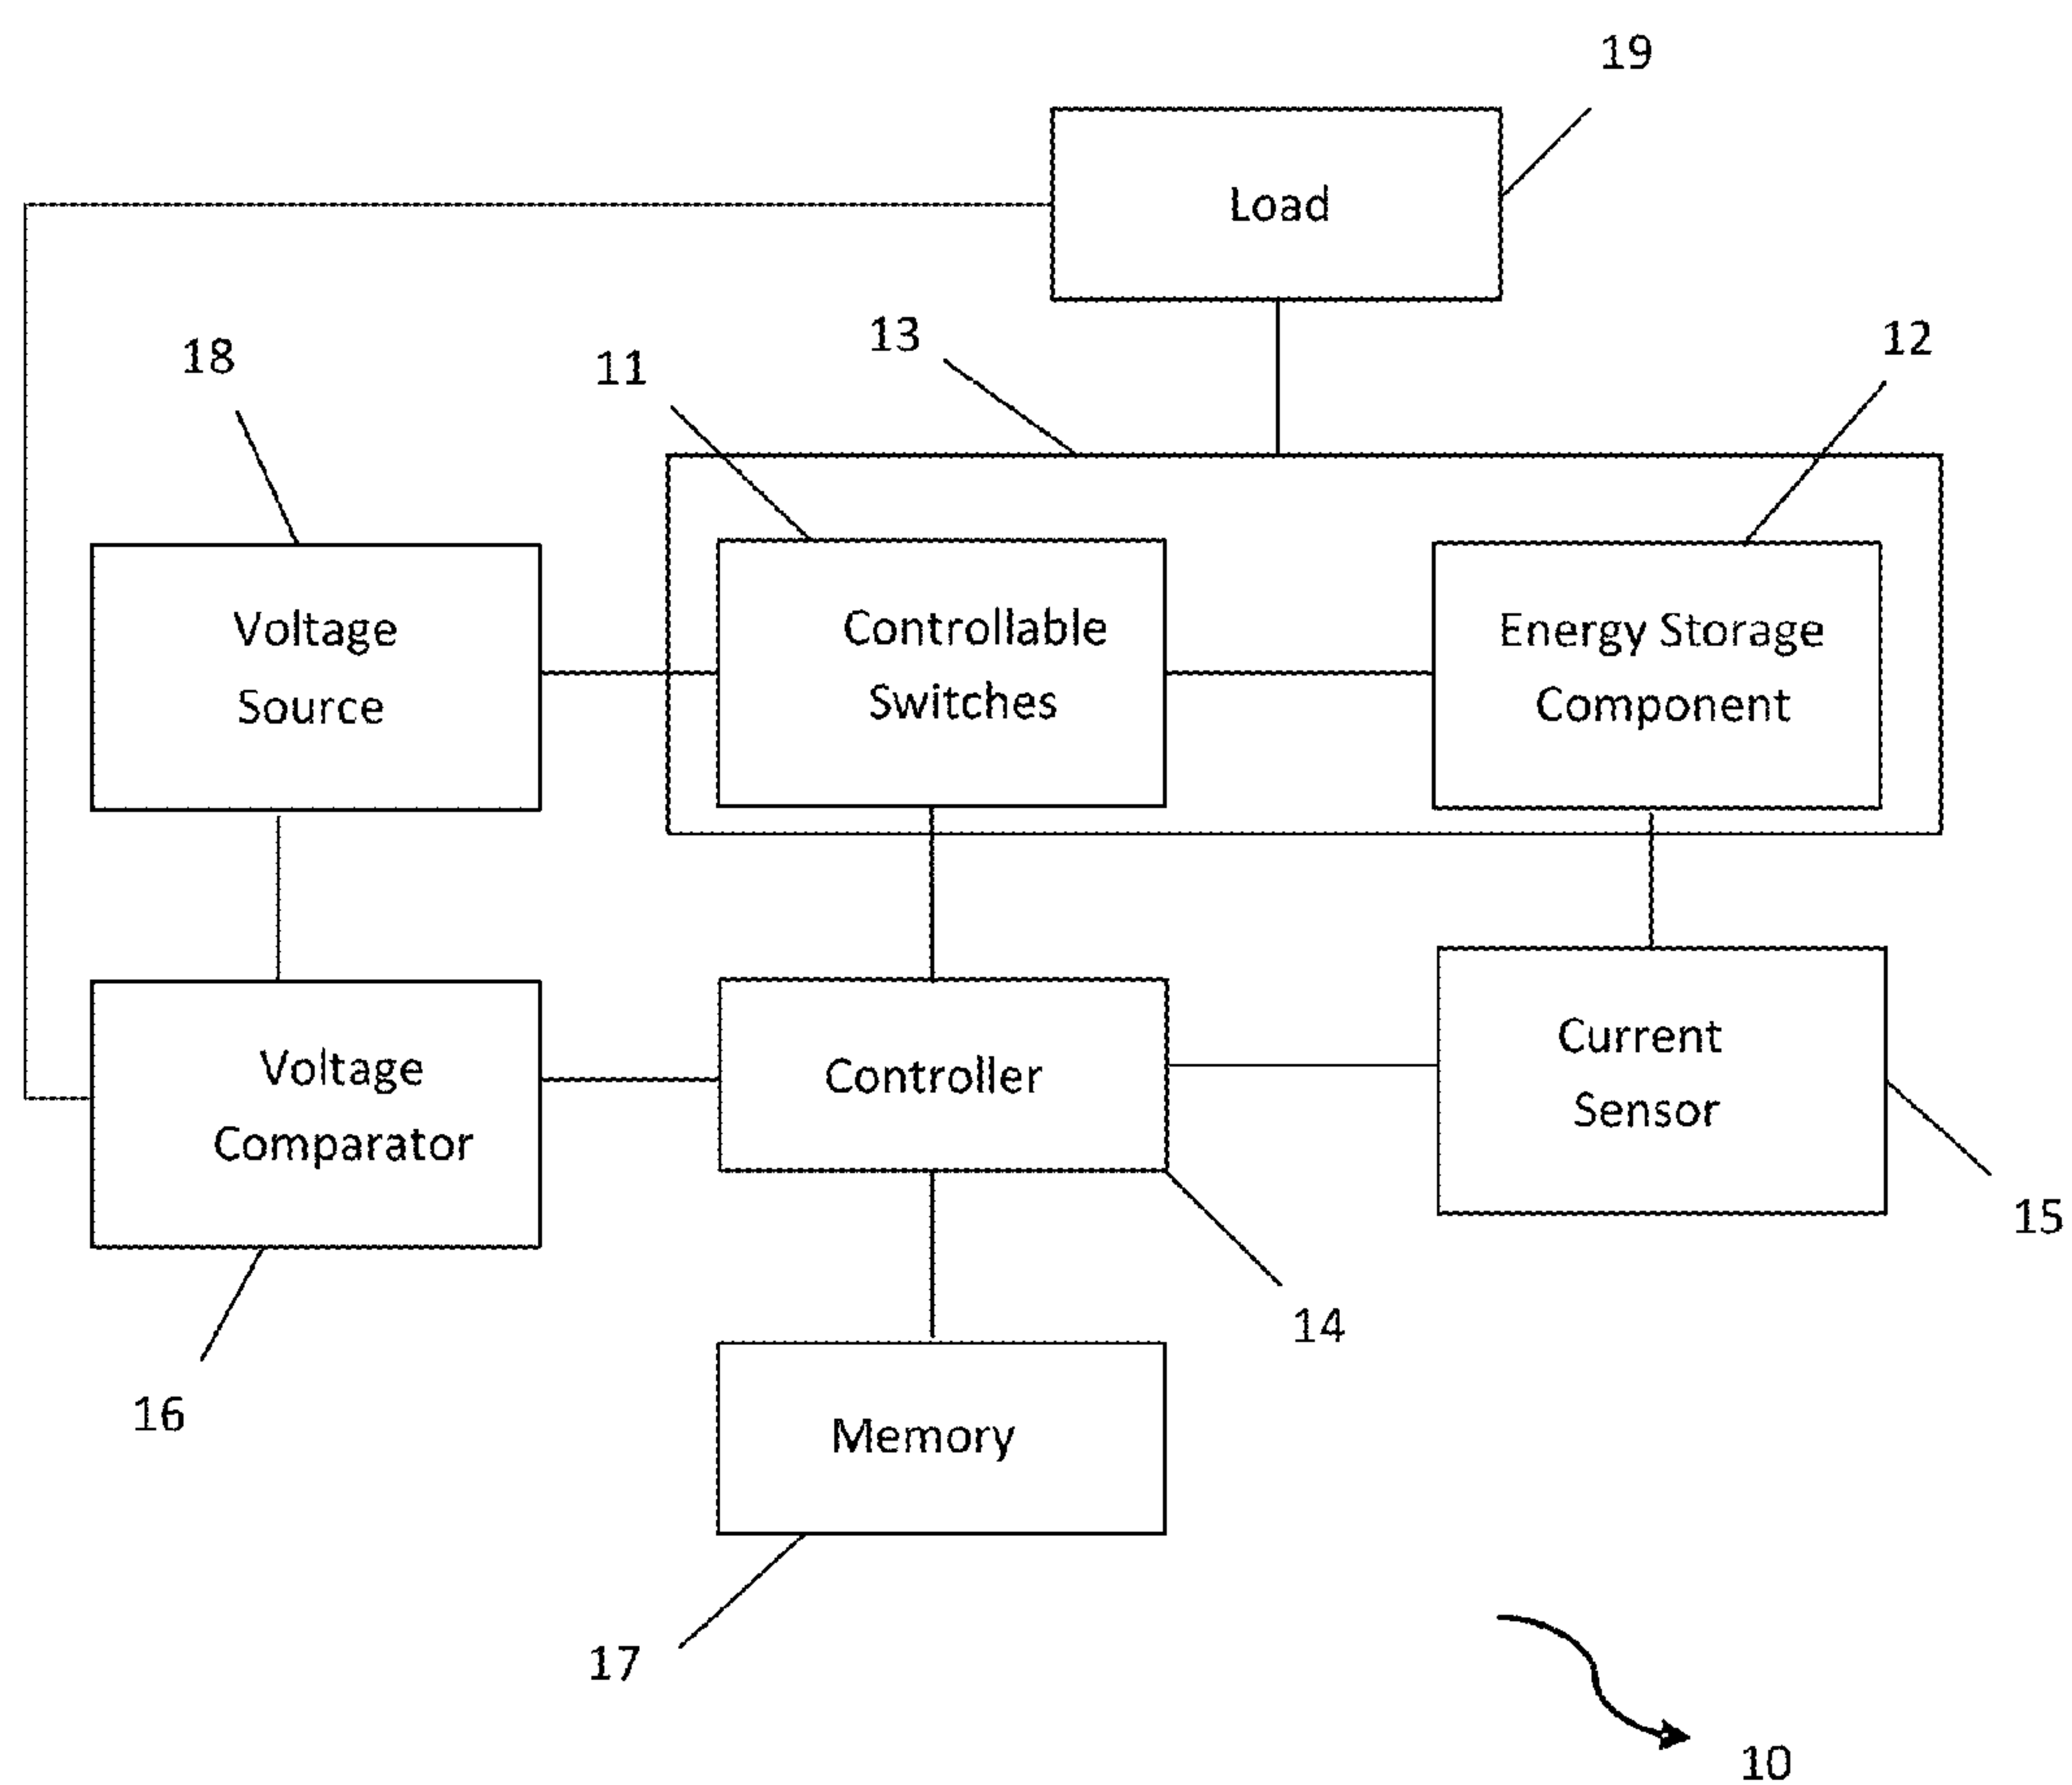 19
Load
13
12
18
11
Voltage
Source
Controllable
Switches
Energy Storage
Component
Voltage
Comparator
Controller
Current
Sensor
15
14
16
Memory
17
10